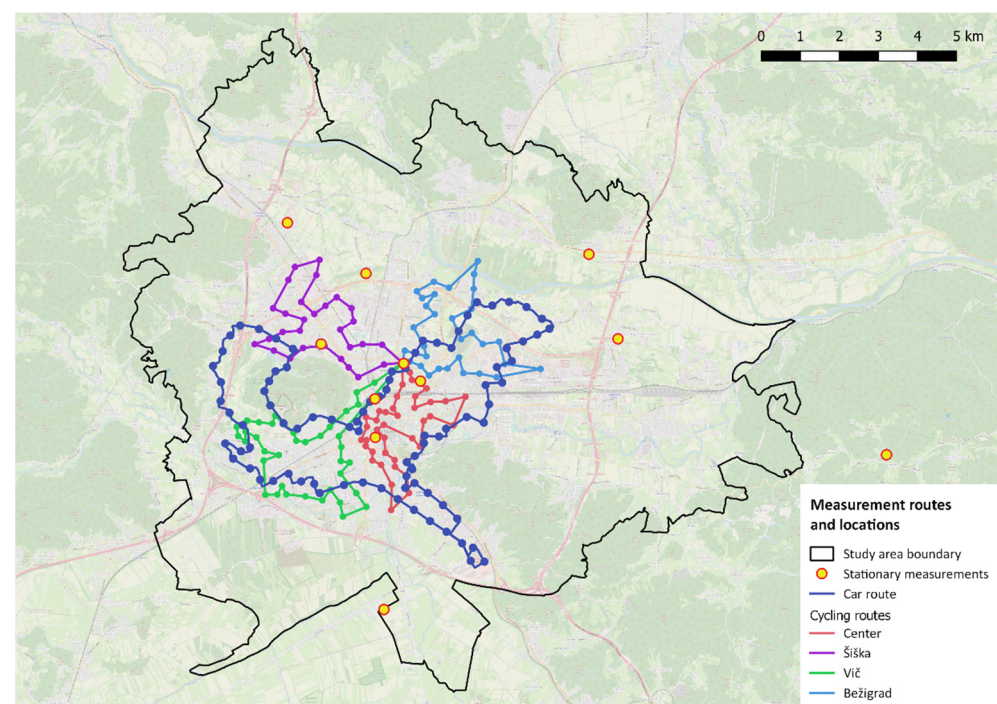 0 1 2 3 4 5 km
Measurement routes
and locations
Study area boundary
Stationary measurements
Car route
Cycling routes
Center
Šiška
Vič
Bežigrad